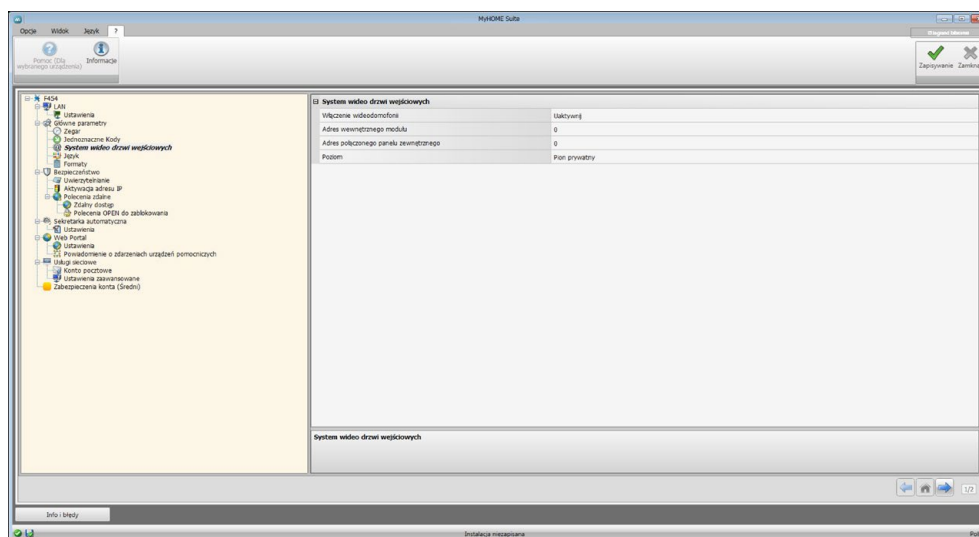 MyHOME Suite
Opcje Widok Język ?
Pomoc (Dla wybranego urządzenia)
Informacje
Zapisywanie Zamkna
F454
LAN
Ustawienia
Główne parametry
Zegar
Jednoznaczne Kody
System wideo drzwi wejściowych
Język
Formaty
Bezpieczeństwo
Uwierzytelnianie
Aktywacja adresu IP
Polecenia zdalne
Zdalny dostęp
Polecenia OPEN do zablokowania
Sekretarka automatyczna
Ustawienia
Web Portal
Ustawienia
Powiadomienie o zdarzeniach urządzeń pomocniczych
Usługi sieciowe
Konto pocztowe
Ustawienia zaawansowane
Zabezpieczenia konta (Średni)
System wideo drzwi wejściowych
Włączenie wideodomofonii Uaktywnij
Adres wewnętrznego modułu 0
Adres połączonego panelu zewnętrznego 0
Poziom Pion prywatny
System wideo drzwi wejściowych
1/2
Info i błędy
Instalacja niezapisana